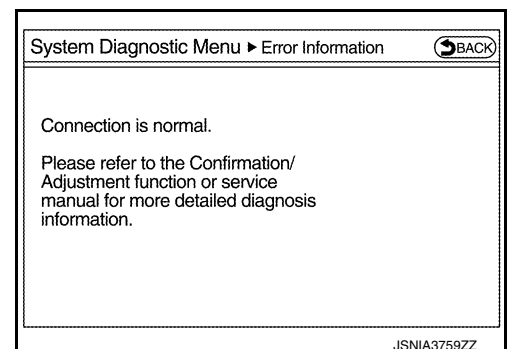 System Diagnostic Menu ▶ Error Information
BACK
Connection is normal.
Please refer to the Confirmation/
Adjustment function or service
manual for more detailed diagnosis
information.
JSNIA3759ZZ